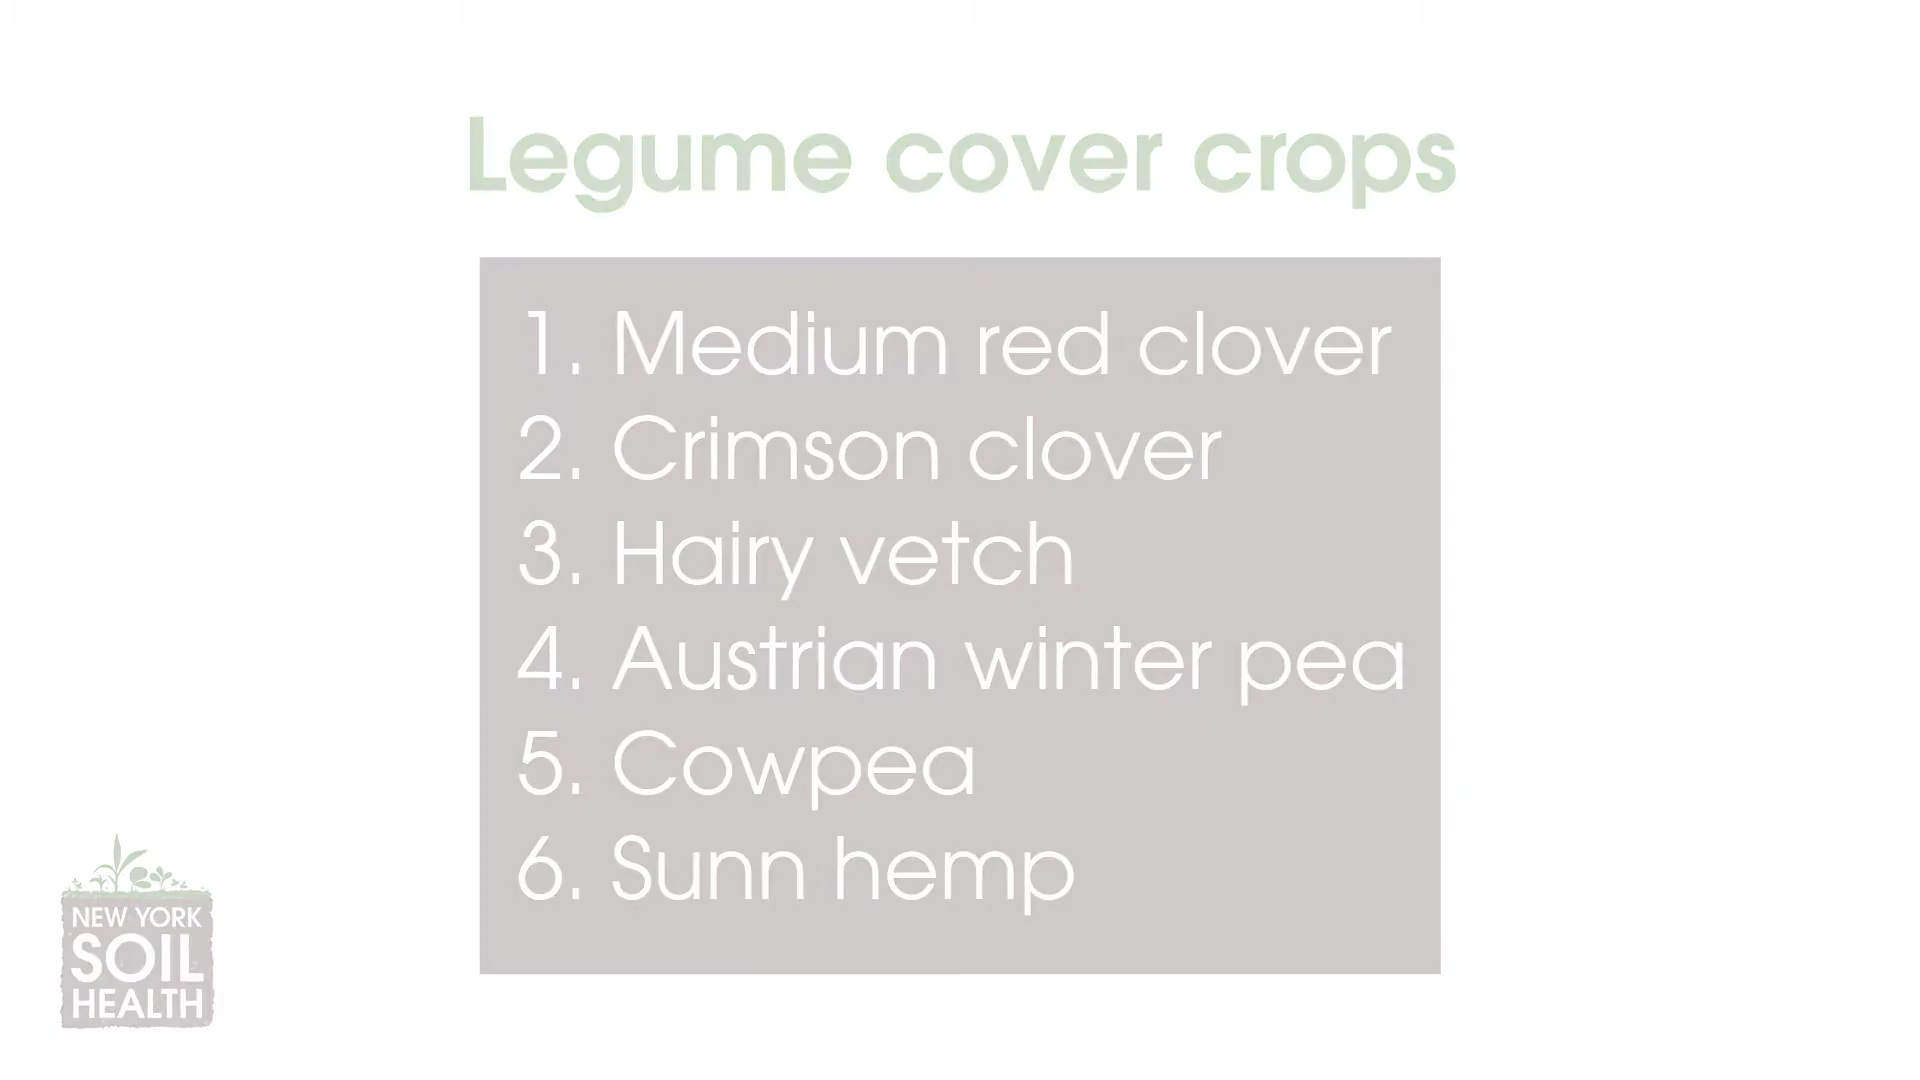 Legume cover crops
1. Medium red clover
2. Crimson clover
3. Hairy vetch
4. Austrian winter pea
5. Cowpea
6. Sunn hemp
NEW YORK
SOIL
HEALTH